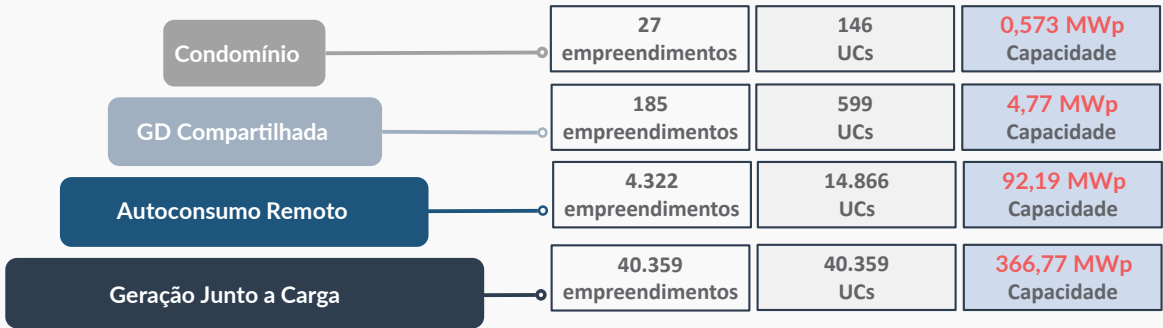 Condomínio
27
empreendimentos
146
UCs
0,573 MWp
Capacidade
GD Compartilhada
185
empreendimentos
599
UCs
4,77 MWp
Capacidade
Autoconsumo Remoto
4.322
empreendimentos
14.866
UCs
92,19 MWp
Capacidade
Geração Junto a Carga
40.359
empreendimentos
40.359
UCs
366,77 MWp
Capacidade